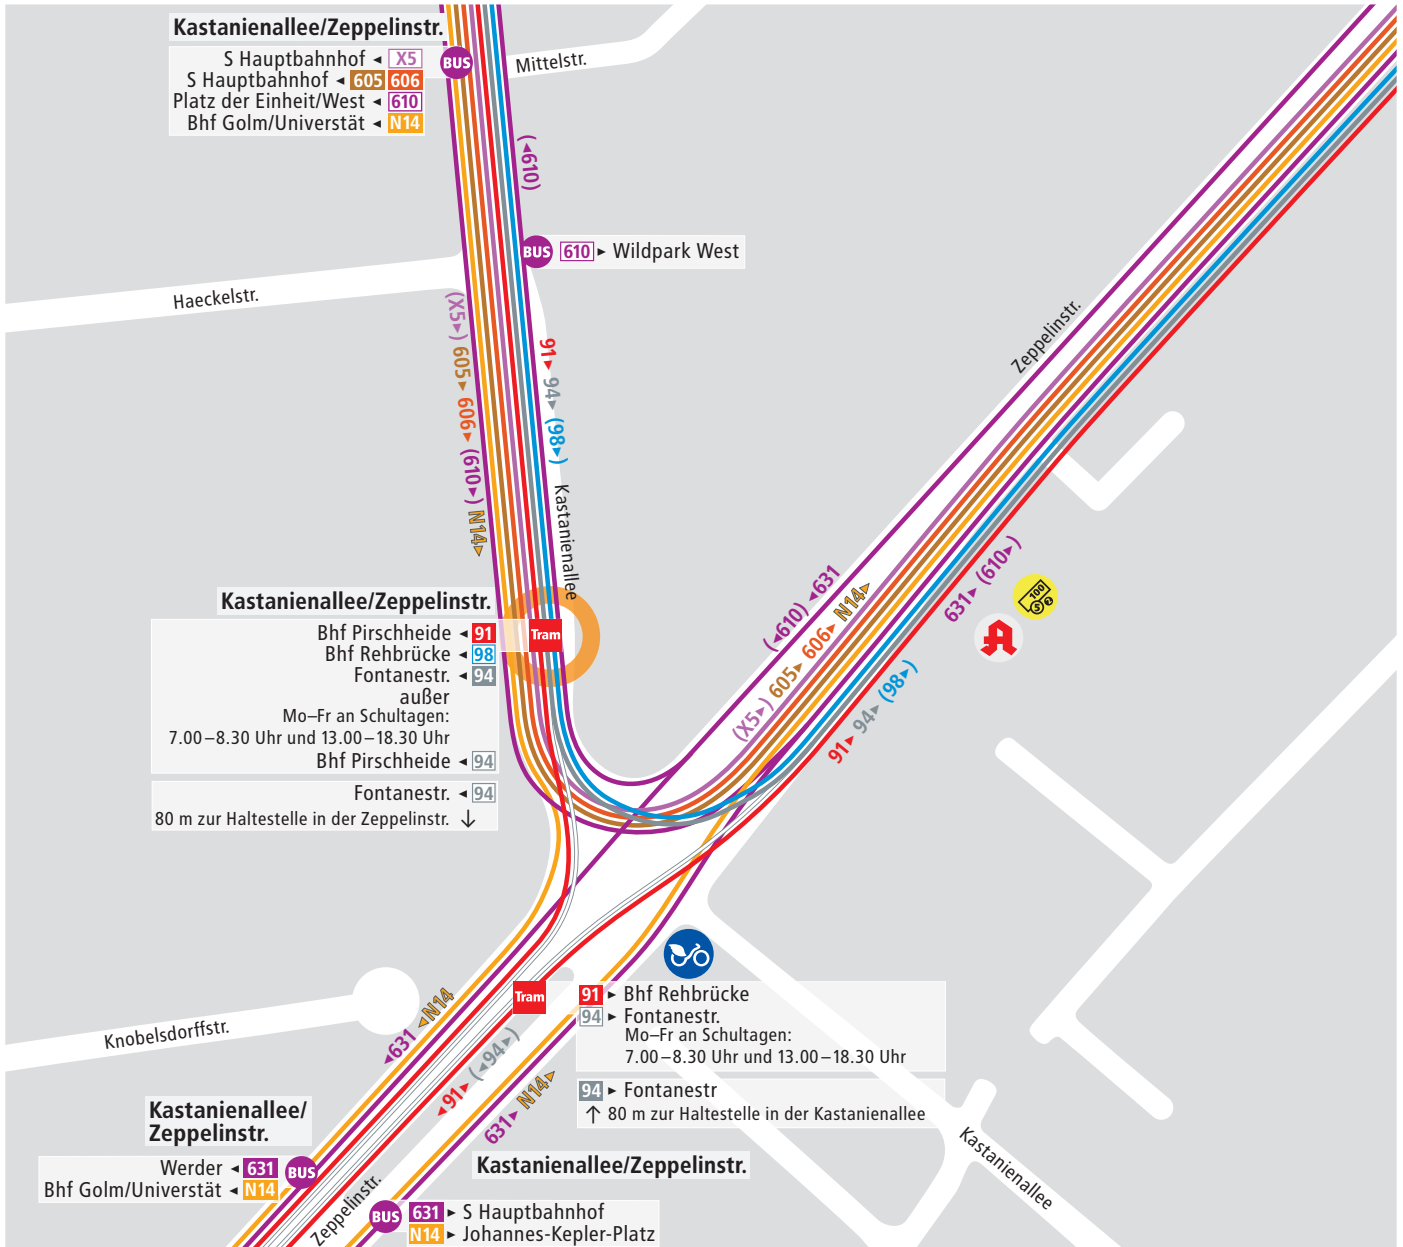 Kastanienallee/Zeppelinstr.
S Hauptbahnhof ◂ X5
S Hauptbahnhof ◂ 605 606
Platz der Einheit/West ◂ 610
Bhf Golm/Universtät ◂ N14
BUS
Mittelstr.
(◂610)
BUS 610 ▸ Wildpark West
Haeckelstr.
(X5▸) 605▸ 606▸ (610▸) N14▸
91▸ 94▸ (98▸)
Kastanienallee
Zeppelinstr.
Kastanienallee/Zeppelinstr.
Tram
Bhf Pirschheide ◂ 91
Bhf Rehbrücke ◂ 98
Fontanestr. ◂ 94
außer
Mo–Fr an Schultagen:
7.00–8.30 Uhr und 13.00–18.30 Uhr
Bhf Pirschheide ◂ 94
Fontanestr. ◂ 94
80 m zur Haltestelle in der Zeppelinstr. ↓
(◂610) ◂631
(X5▸) 605▸ 606▸ N14▸
631▸ (610▸)
91▸ 94▸ (98▸)
100
Knobelsdorffstr.
◂631 ◂N14
◂91▸ (◂94▸)
631▸ N14▸
Tram
91 ▸ Bhf Rehbrücke
94 ▸ Fontanestr.
Mo–Fr an Schultagen:
7.00–8.30 Uhr und 13.00–18.30 Uhr
94 ▸ Fontanestr
↑ 80 m zur Haltestelle in der Kastanienallee
Kastanienallee
Kastanienallee/
Zeppelinstr.
Werder ◂ 631
Bhf Golm/Universtät ◂ N14
BUS
Zeppelinstr.
Kastanienallee/Zeppelinstr.
BUS
631 ▸ S Hauptbahnhof
N14 ▸ Johannes-Kepler-Platz